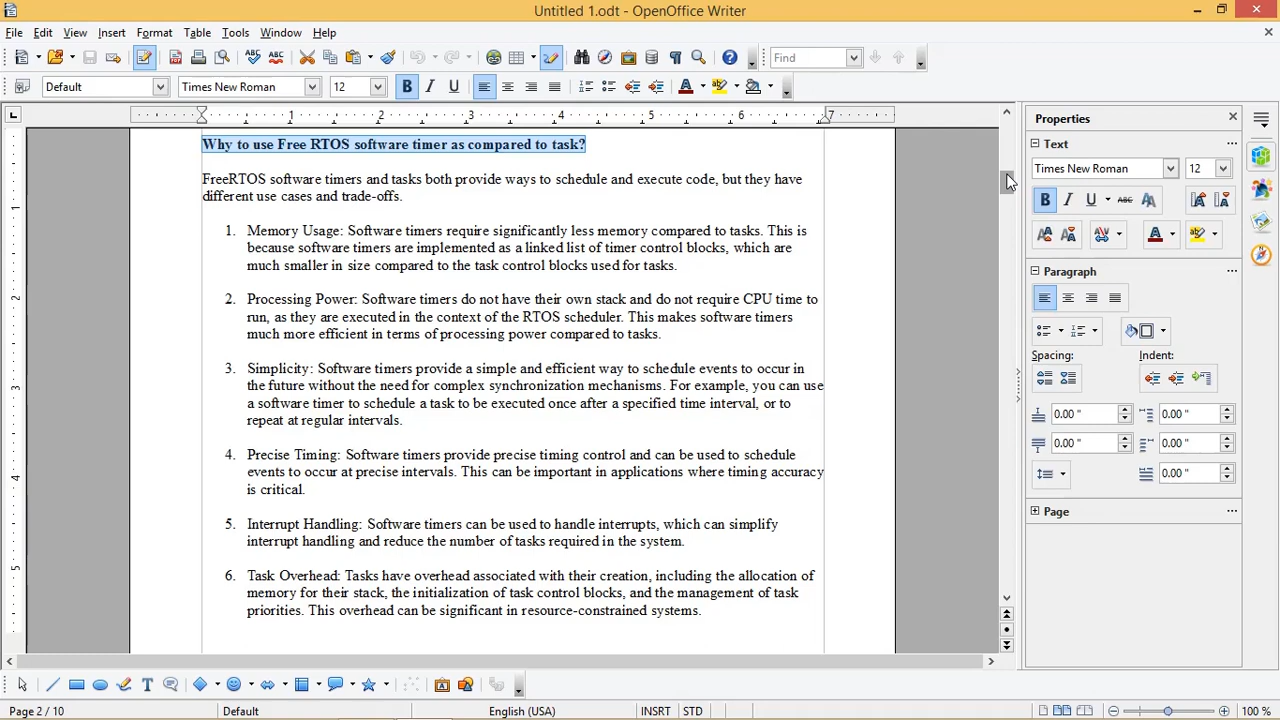 Untitled 1.odt - OpenOffice Writer
File Edit View Insert Format Table Tools Window Help
Find
Default Times New Roman 12 B I U
1 2 3 4 5 6 7
Why to use Free RTOS software timer as compared to task?
FreeRTOS software timers and tasks both provide ways to schedule and execute code, but they have
different use cases and trade-offs.
1. Memory Usage: Software timers require significantly less memory compared to tasks. This is
because software timers are implemented as a linked list of timer control blocks, which are
much smaller in size compared to the task control blocks used for tasks.
2. Processing Power: Software timers do not have their own stack and do not require CPU time to
run, as they are executed in the context of the RTOS scheduler. This makes software timers
much more efficient in terms of processing power compared to tasks.
3. Simplicity: Software timers provide a simple and efficient way to schedule events to occur in
the future without the need for complex synchronization mechanisms. For example, you can use
a software timer to schedule a task to be executed once after a specified time interval, or to
repeat at regular intervals.
4. Precise Timing: Software timers provide precise timing control and can be used to schedule
events to occur at precise intervals. This can be important in applications where timing accuracy
is critical.
5. Interrupt Handling: Software timers can be used to handle interrupts, which can simplify
interrupt handling and reduce the number of tasks required in the system.
6. Task Overhead: Tasks have overhead associated with their creation, including the allocation of
memory for their stack, the initialization of task control blocks, and the management of task
priorities. This overhead can be significant in resource-constrained systems.
1
2
3
4
5
Properties
Text
Times New Roman 12
B I U ABC
Paragraph
Spacing: Indent:
0.00 " 0.00 "
0.00 " 0.00 "
0.00 "
Page
Page 2 / 10 Default English (USA) INSRT STD 100 %